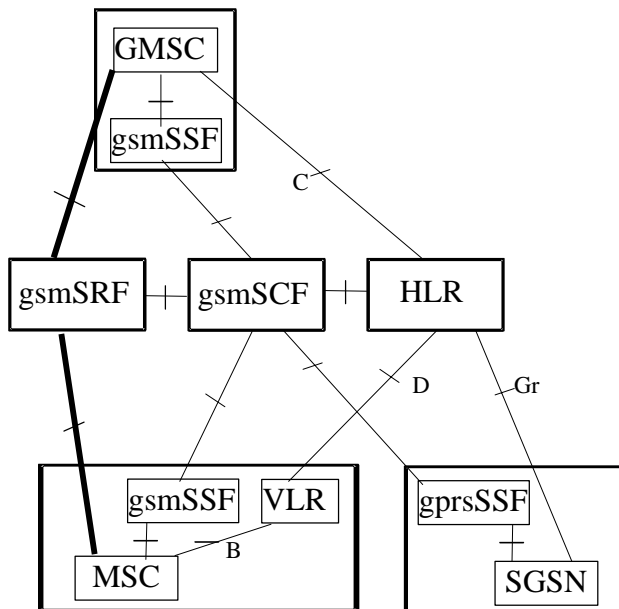 GMSC
gsmSSF
C
gsmSRF
gsmSCF
HLR
D
Gr
gsmSSF
VLR
gprsSSF
B
MSC
SGSN